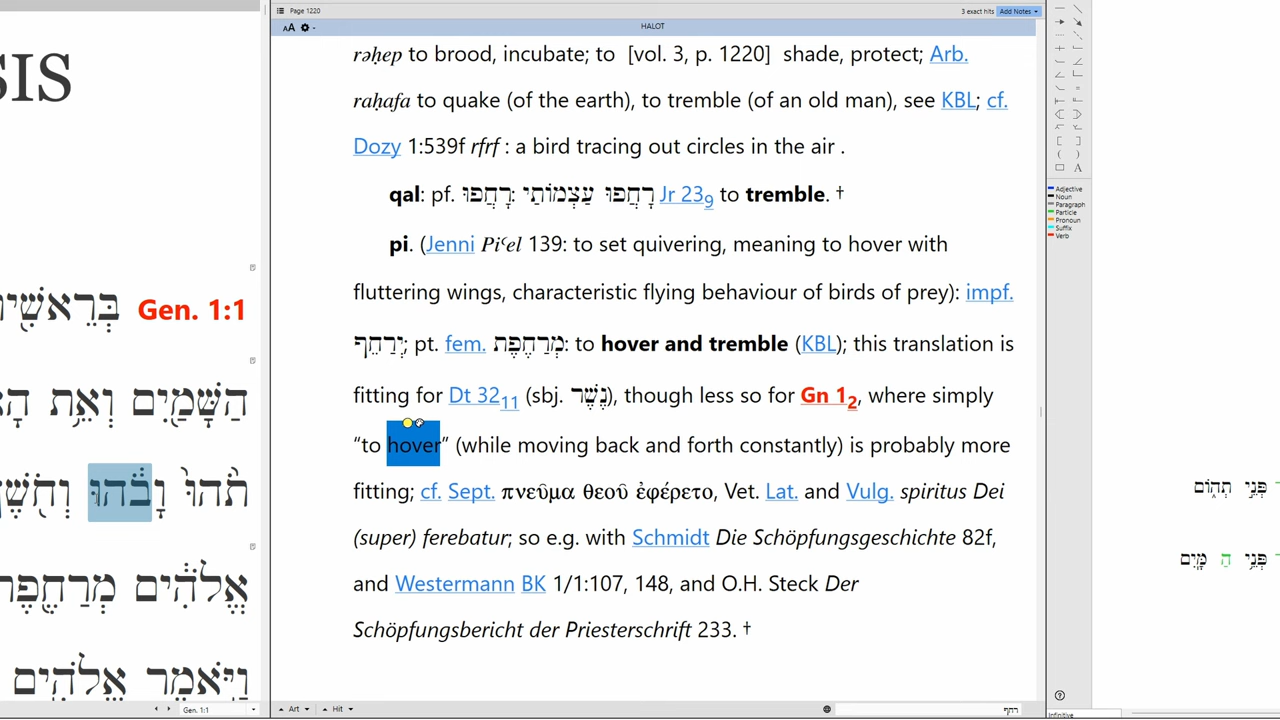 Page 1220
3 exact hits
Add Notes
AA
HALOT
SIS
Gen. 1:1
תֹ֙הוּ֙ וָבֹ֔הוּ
וַיֹּ֥אמֶר אֱלֹהִ֖ים
rəḥep to brood, incubate; to [vol. 3, p. 1220] shade, protect; Arb.
raḥafa to quake (of the earth), to tremble (of an old man), see KBL; cf.
Dozy 1:539f rfrf : a bird tracing out circles in the air .
qal: pf. רָחֲפוּ: רָחֲפוּ עַצְמוֹתַי Jr 23₉ to tremble. †
pi. (Jenni Piʿel 139: to set quivering, meaning to hover with
fluttering wings, characteristic flying behaviour of birds of prey): impf.
יְרַחֵף; pt. fem. מְרַחֶפֶת: to hover and tremble (KBL); this translation is
fitting for Dt 32₁₁ (sbj. נֶשֶׁר), though less so for Gn 1₂, where simply
“to hover” (while moving back and forth constantly) is probably more
fitting; cf. Sept. πνεῦμα θεοῦ ἐφέρετο, Vet. Lat. and Vulg. spiritus Dei
(super) ferebatur; so e.g. with Schmidt Die Schöpfungsgeschichte 82f,
and Westermann BK 1/1:107, 148, and O.H. Steck Der
Schöpfungsbericht der Priesterschrift 233. †
Gen. 1:1
Art
Hit
רחף
Adjective
Noun
Paragraph
Particle
Pronoun
Suffix
Verb
פְּנֵ֣י תְה֑וֹם
פְּנֵ֥י הַ מָּֽיִם
Infinitive